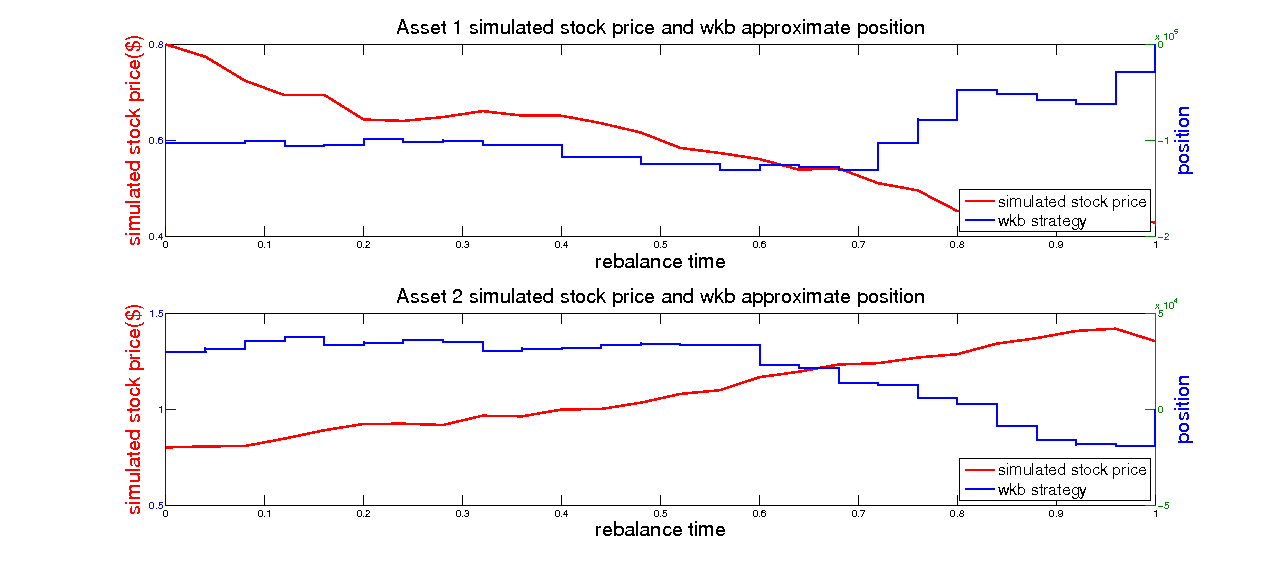 Asset 1 simulated stock price and wkb approximate position
x 10^5
simulated stock price($)
0.8
0.6
0.4
0
-1
-2
position
simulated stock price
wkb strategy
0 0.1 0.2 0.3 0.4 0.5 0.6 0.7 0.8 0.9 1
rebalance time
Asset 2 simulated stock price and wkb approximate position
x 10^4
simulated stock price($)
1.5
1
0.5
5
0
-5
position
simulated stock price
wkb strategy
0 0.1 0.2 0.3 0.4 0.5 0.6 0.7 0.8 0.9 1
rebalance time